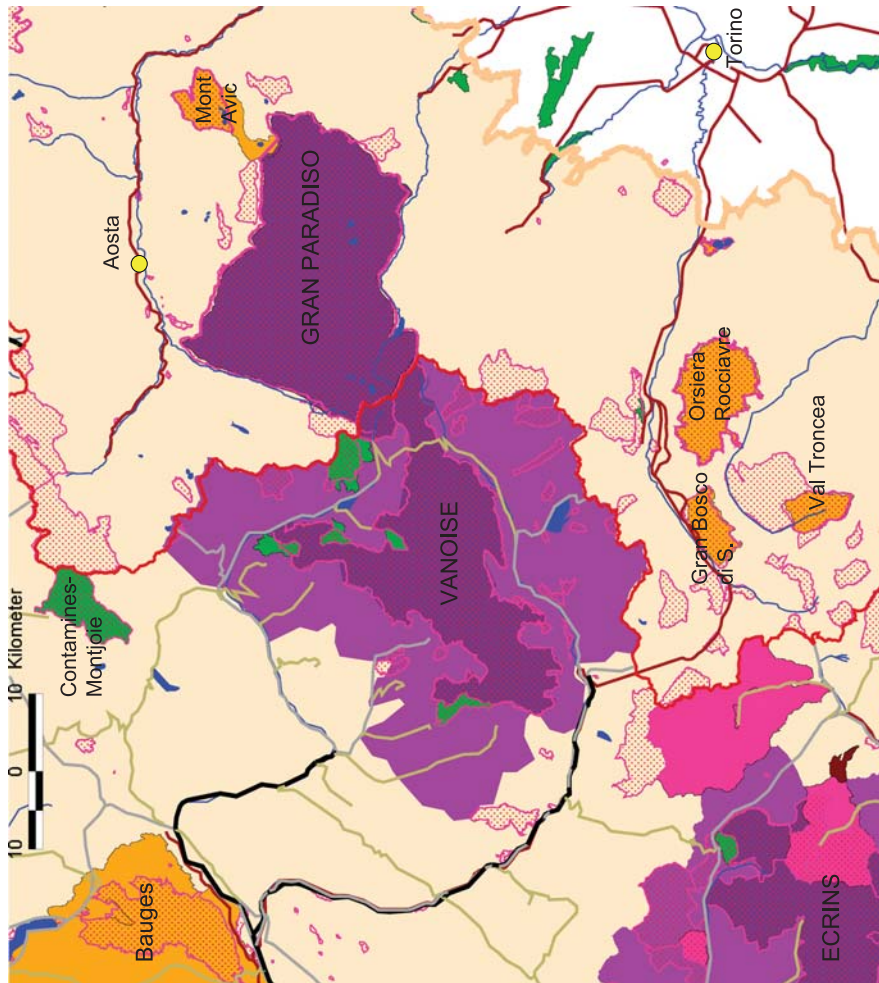 10 0 10 Kilometer
Contamines-
Montjoie
Aosta
Mont
Avic
Bauges
GRAN PARADISO
VANOISE
Torino
Orsiera
Rocciavre
Gran Bosco
di S.
Val Troncea
ECRINS